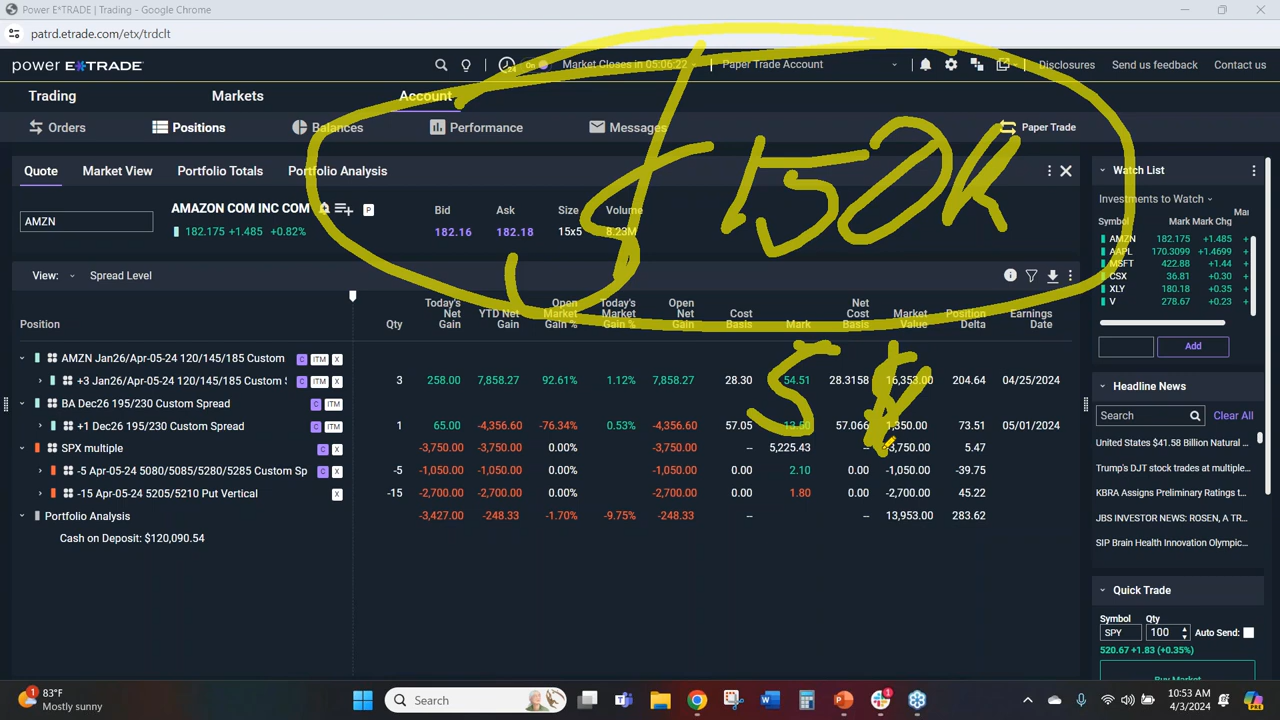 Power E*TRADE | Trading - Google Chrome
patrd.etrade.com/etx/trdclt
power E*TRADE
24
On
Market Closes in 05:06:22
Paper Trade Account
Disclosures
Send us feedback
Contact us
Trading
Markets
Account
Orders
Positions
Balances
Performance
Messages
Paper Trade
$150K
Quote
Market View
Portfolio Totals
Portfolio Analysis
AMZN
AMAZON COM INC COM
P
182.175 +1.485 +0.82%
Bid Ask Size Volume
182.16 182.18 15x5 8.23M
View: Spread Level
Position Qty Today's Net Gain YTD Net Gain Open Market Gain % Today's Market Gain % Open Net Gain Cost Basis Mark Net Cost Basis Market Value Position Delta Earnings Date
AMZN Jan26/Apr-05-24 120/145/185 Custom C ITM X
+3 Jan26/Apr-05-24 120/145/185 Custom C ITM X 3 258.00 7,858.27 92.61% 1.12% 7,858.27 28.30 54.51 28.3158 16,353.00 204.64 04/25/2024
BA Dec26 195/230 Custom Spread C ITM
+1 Dec26 195/230 Custom Spread C ITM 1 65.00 -4,356.60 -76.34% 0.53% -4,356.60 57.05 13.50 57.066 1,350.00 73.51 05/01/2024
SPX multiple C X -3,750.00 -3,750.00 0.00% -3,750.00 -- 5,225.43 -- -3,750.00 5.47
-5 Apr-05-24 5080/5085/5280/5285 Custom Sp C X -5 -1,050.00 -1,050.00 0.00% -1,050.00 0.00 2.10 0.00 -1,050.00 -39.75
-15 Apr-05-24 5205/5210 Put Vertical X -15 -2,700.00 -2,700.00 0.00% -2,700.00 0.00 1.80 0.00 -2,700.00 45.22
Portfolio Analysis -3,427.00 -248.33 -1.70% -9.75% -248.33 -- -- 13,953.00 283.62
Cash on Deposit: $120,090.54
5
Watch List
Investments to Watch
Symbol Mark Mark Chg
AMZN 182.175 +1.485
AAPL 170.3099 +1.4699
MSFT 422.88 +1.44
CSX 36.81 +0.30
XLY 180.18 +0.35
V 278.67 +0.23
Add
Headline News
Search Clear All
United States $41.58 Billion Natural ...
Trump's DJT stock trades at multiple...
KBRA Assigns Preliminary Ratings t...
JBS INVESTOR NEWS: ROSEN, A TR...
SIP Brain Health Innovation Olympic...
Quick Trade
Symbol Qty
SPY 100 Auto Send:
520.67 +1.83 (+0.35%)
Buy Market
1
83°F
Mostly sunny
Search
1
10:53 AM
4/3/2024